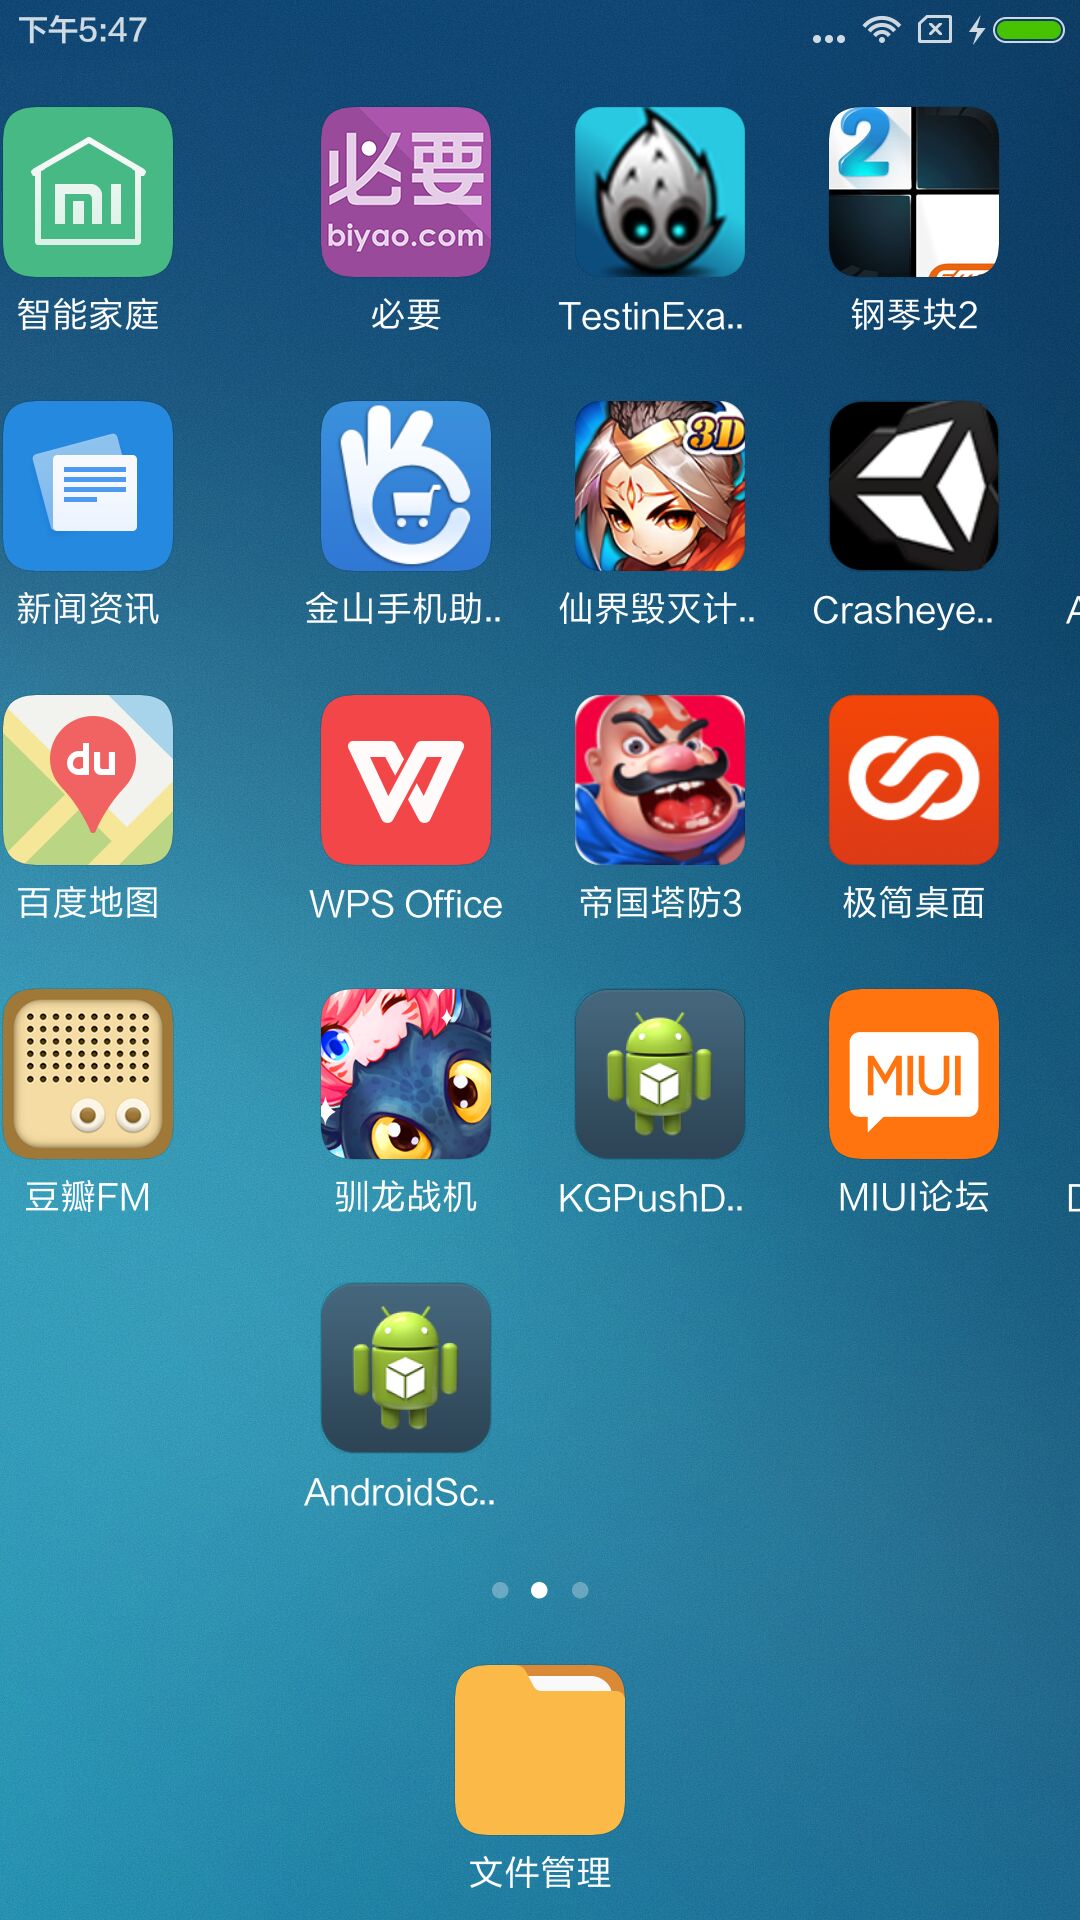 下午5:47
必要
biyao.com
2
智能家庭
必要
TestinExa..
钢琴块2
3D
新闻资讯
金山手机助..
仙界毁灭计..
Crasheye..
du
百度地图
WPS Office
帝国塔防3
极简桌面
MIUI
豆瓣FM
驯龙战机
KGPushD..
MIUI论坛
AndroidSc..
文件管理